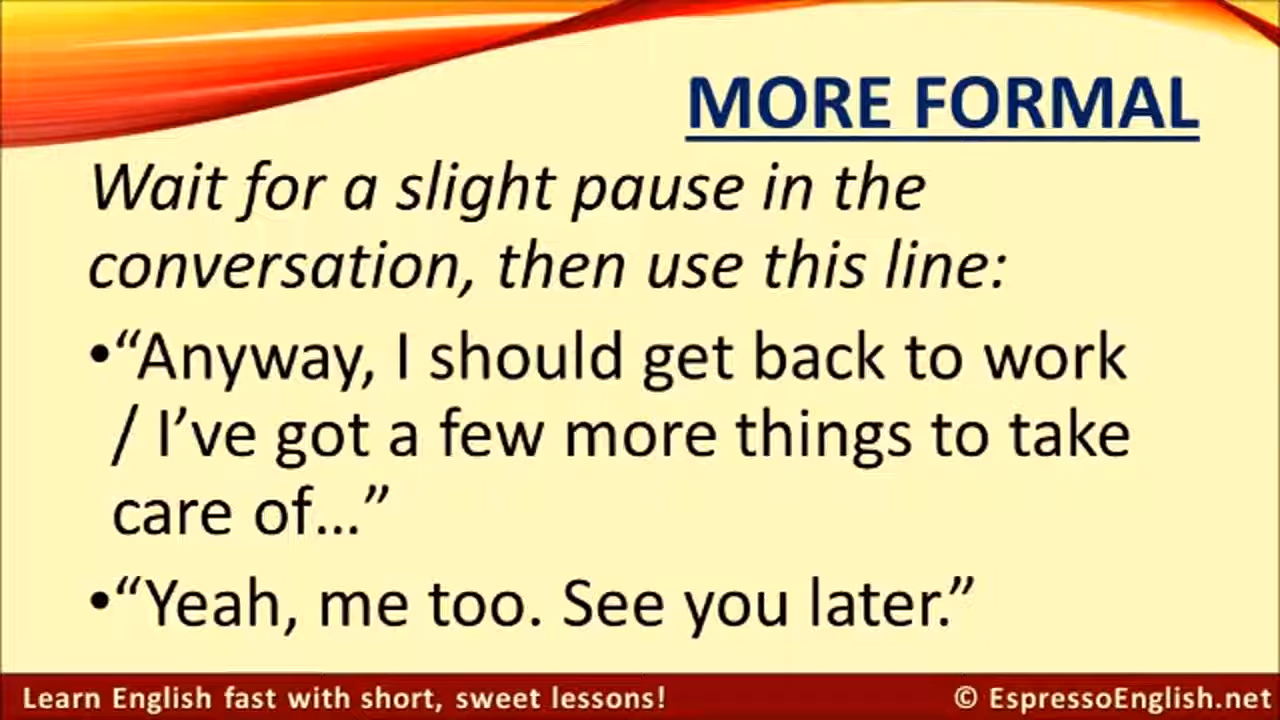 MORE FORMAL
Wait for a slight pause in the
conversation, then use this line:
•“Anyway, I should get back to work
/ I’ve got a few more things to take
care of…”
•“Yeah, me too. See you later.”
Learn English fast with short, sweet lessons!
© EspressoEnglish.net